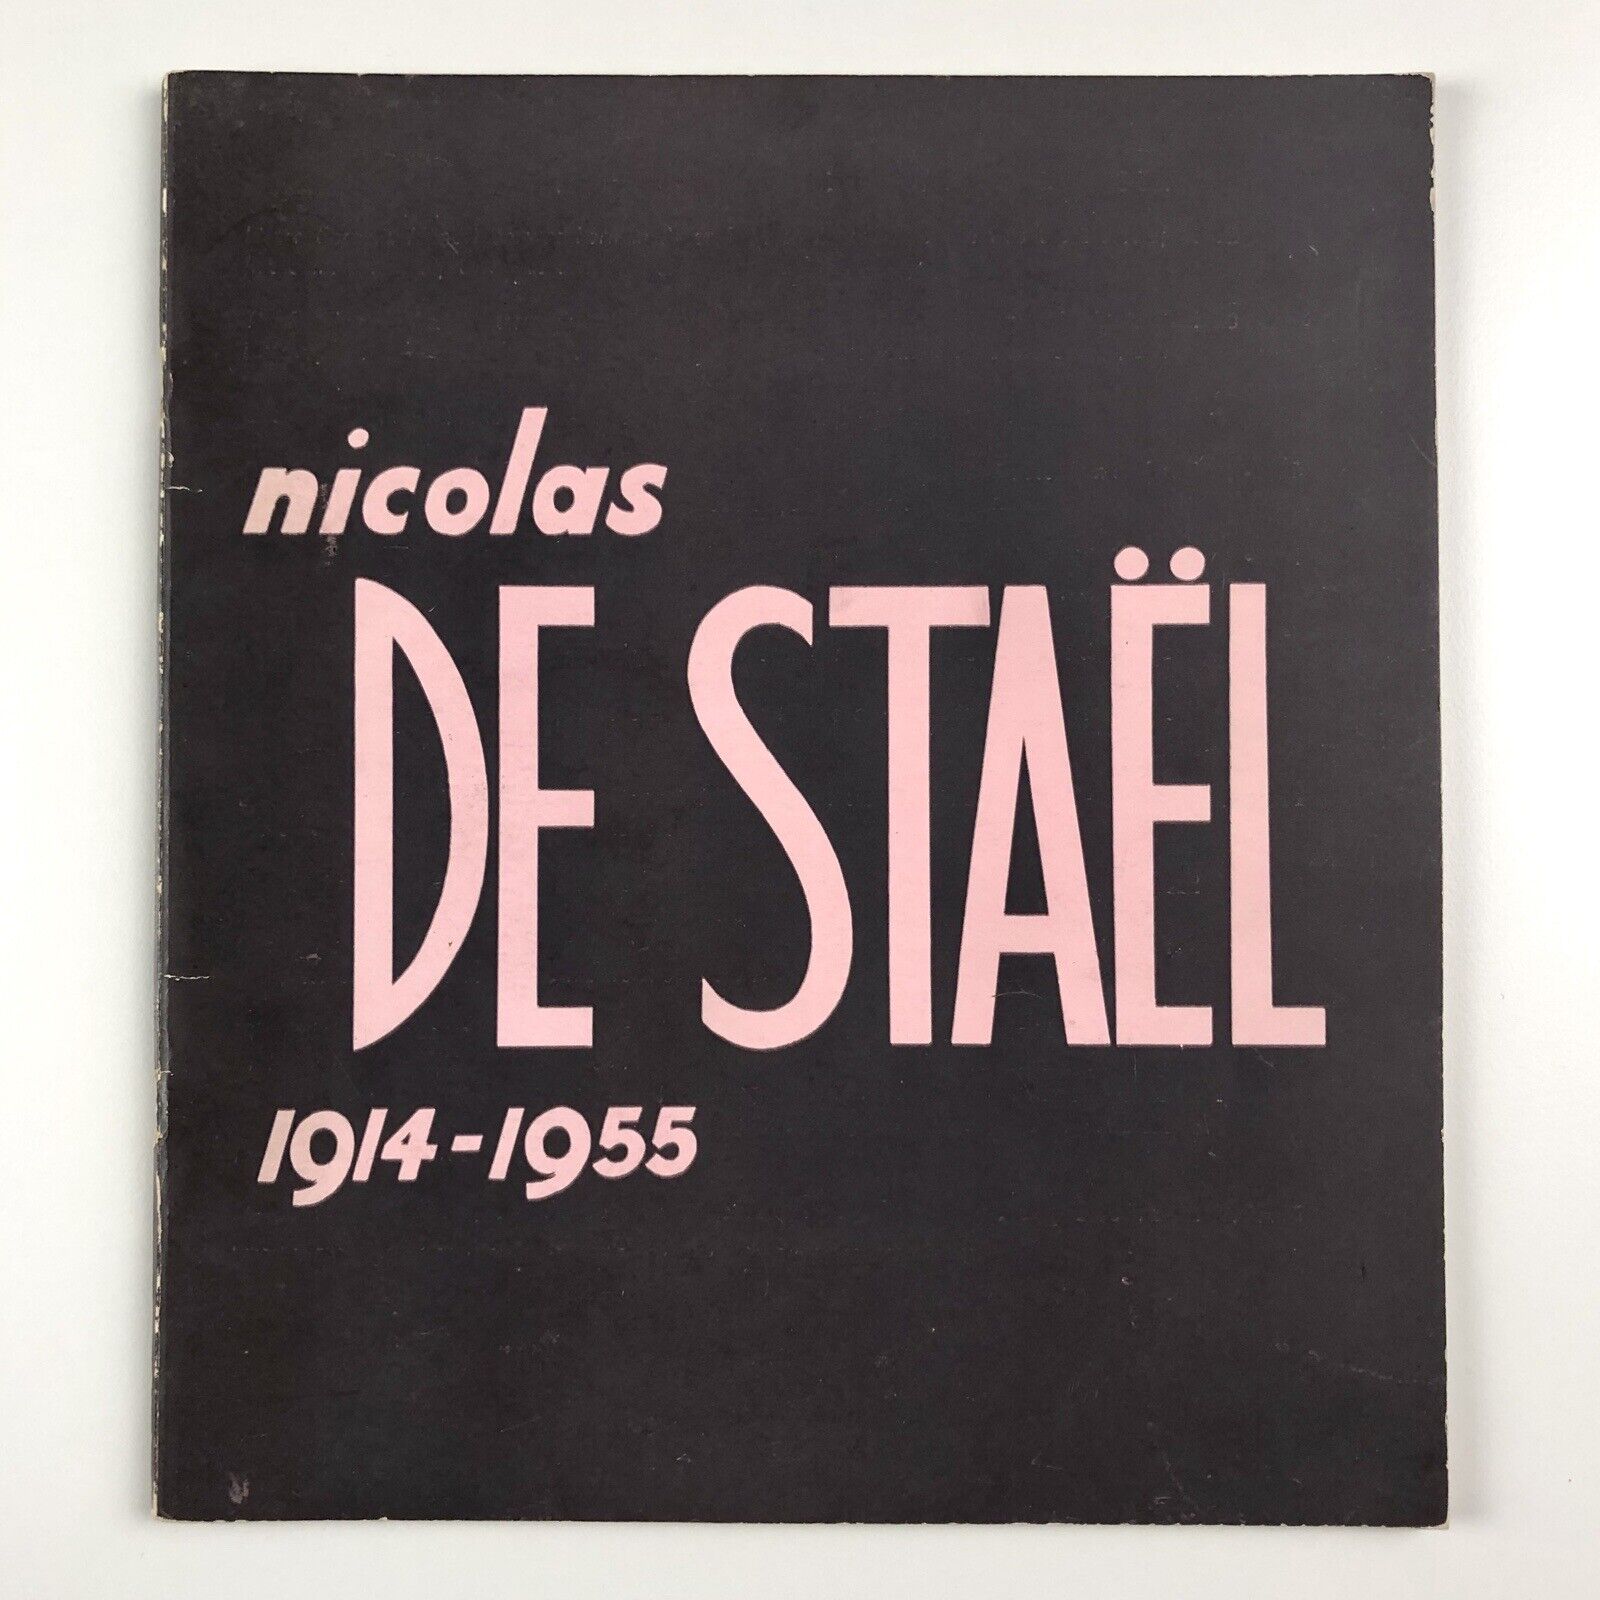 nicolas
DE STAËL
1914-1955